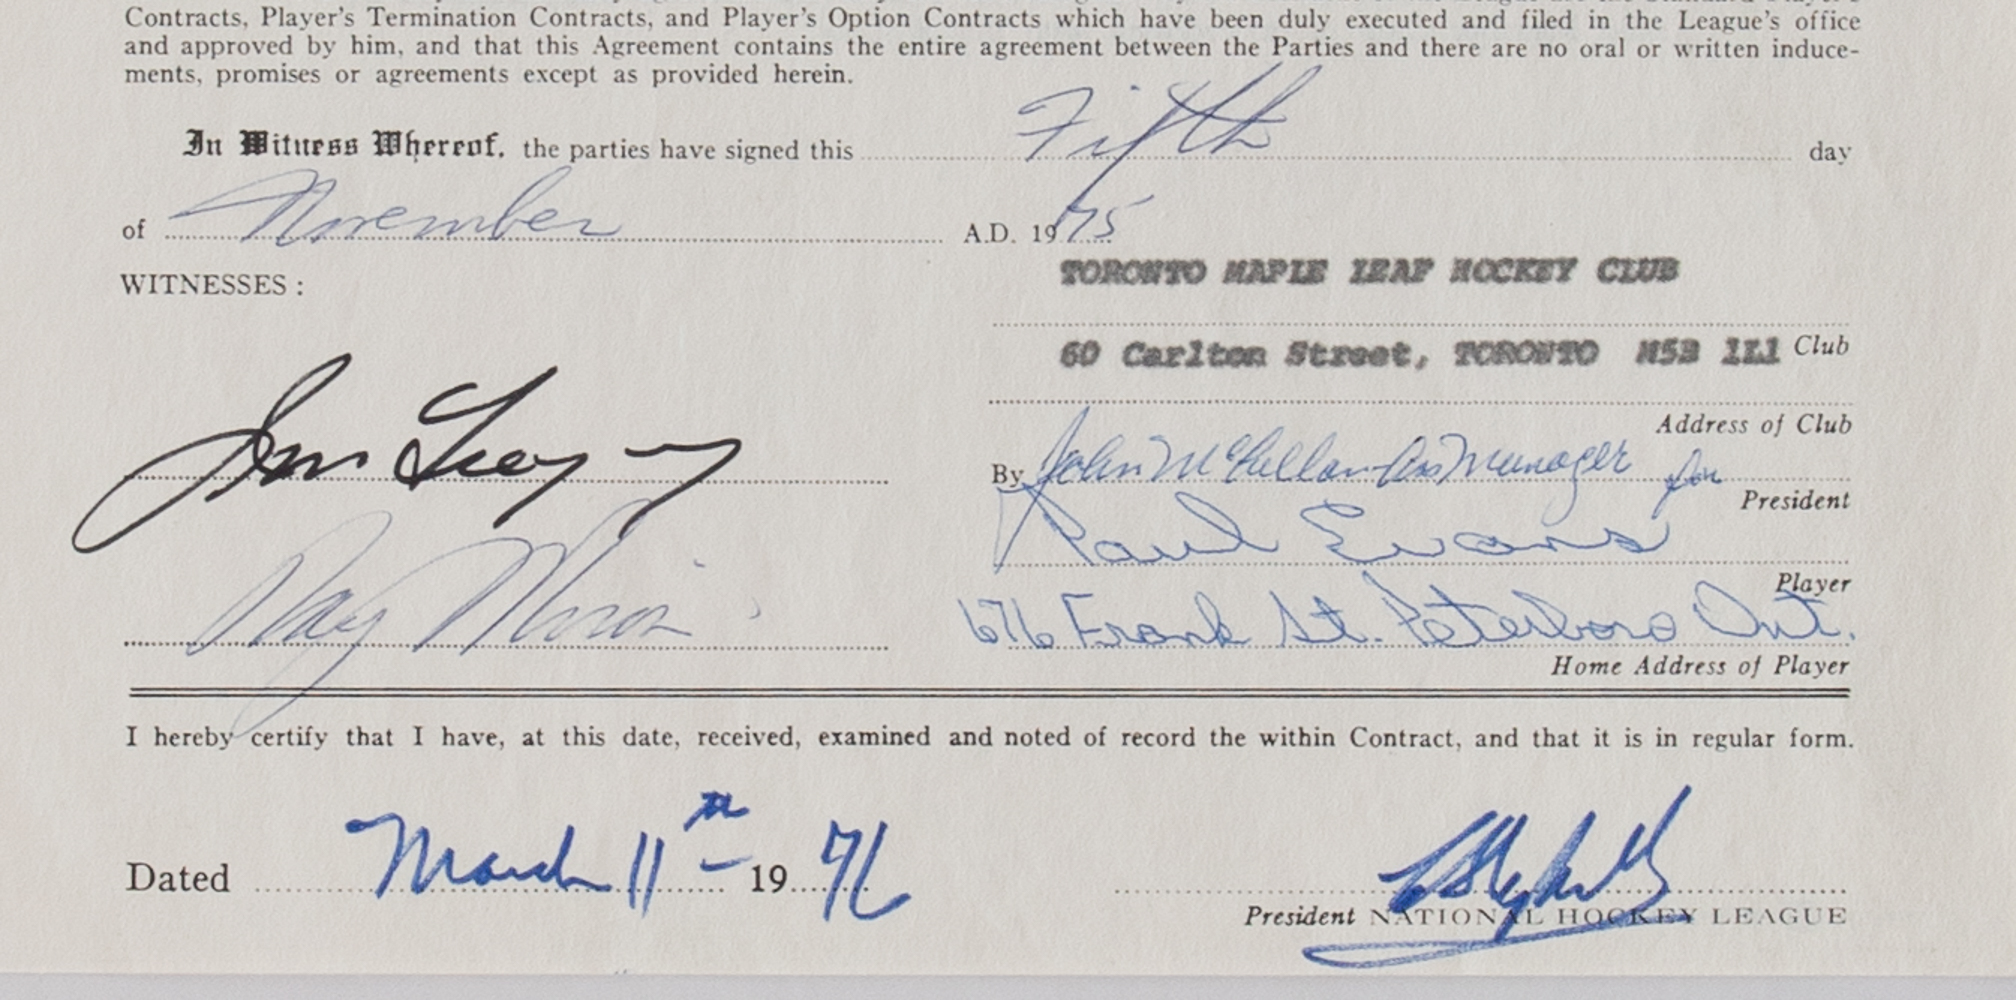 Contracts, Player's Termination Contracts, and Player's Option Contracts which have been duly executed and filed in the League's office
and approved by him, and that this Agreement contains the entire agreement between the Parties and there are no oral or written induce-
ments, promises or agreements except as provided herein.
In Witness Whereof, the parties have signed this Fifth day
of November A.D. 1975
WITNESSES :
TORONTO MAPLE LEAF HOCKEY CLUB
Club
60 Carlton Street, TORONTO M5B 1L1
Address of Club
By John McLellan Ass Manager for
President
Paul Evans
Player
676 Frank St. Peterboro Ont.
Home Address of Player
I hereby certify that I have, at this date, received, examined and noted of record the within Contract, and that it is in regular form.
Dated March 11th 1976
President NATIONAL HOCKEY LEAGUE